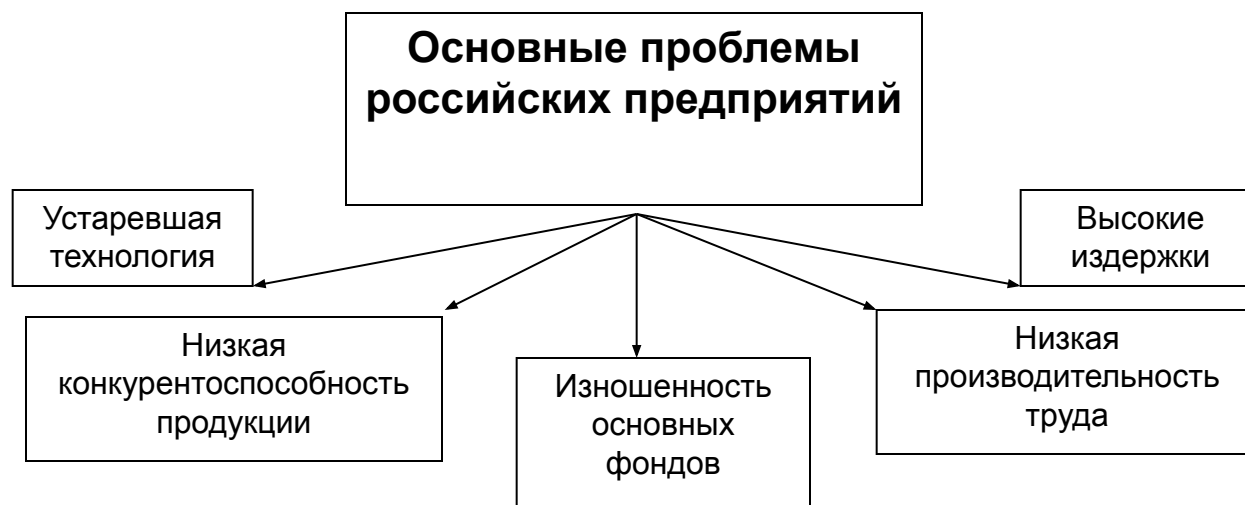 Основные проблемы
российских предприятий
Устаревшая
технология
Высокие
издержки
Низкая
конкурентоспособность
продукции
Изношенность
основных
фондов
Низкая
производительность
труда